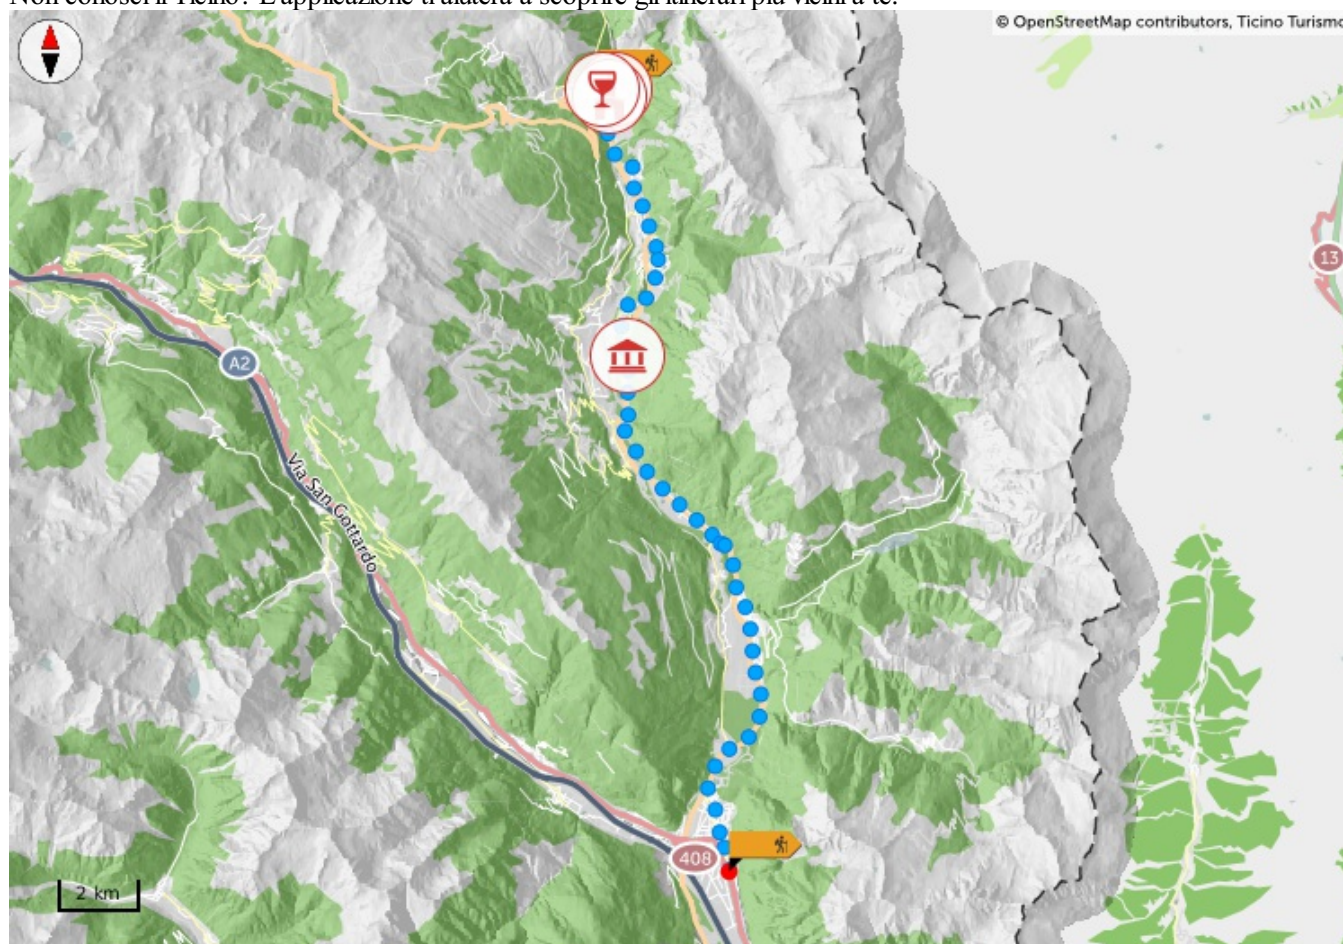 Non conosci il Ticino? L'applicazione ti aiuterà a scoprire gli itinerari più vicini a te.
© OpenStreetMap contributors, Ticino Turismo
13
A2
Via San Gottardo
408
2 km